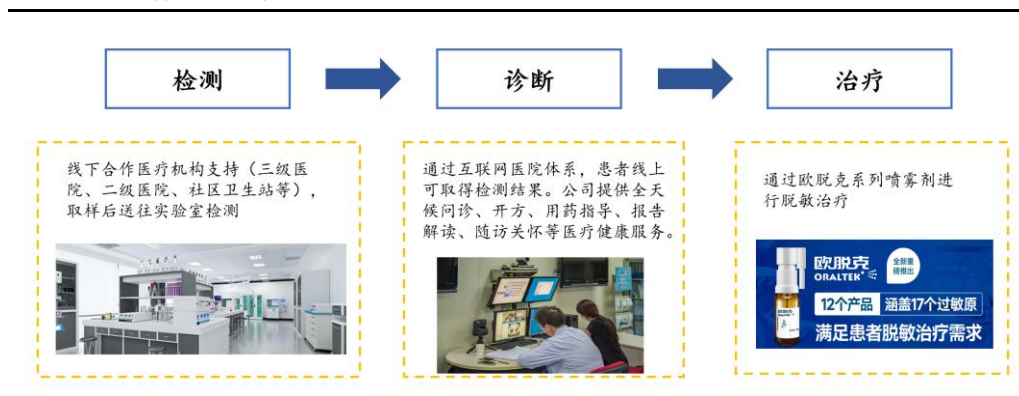 检测
诊断
治疗
线下合作医疗机构支持（三级医
院、二级医院、社区卫生站等），
取样后送往实验室检测
通过互联网医院体系，患者线上
可取得检测结果。公司提供全天
候问诊、开方、用药指导、报告
解读、随访关怀等医疗健康服务。
通过欧脱克系列喷雾剂进
行脱敏治疗
欧脱克
ORALTEK
全新重
磅推出
12个产品 涵盖17个过敏原
满足患者脱敏治疗需求